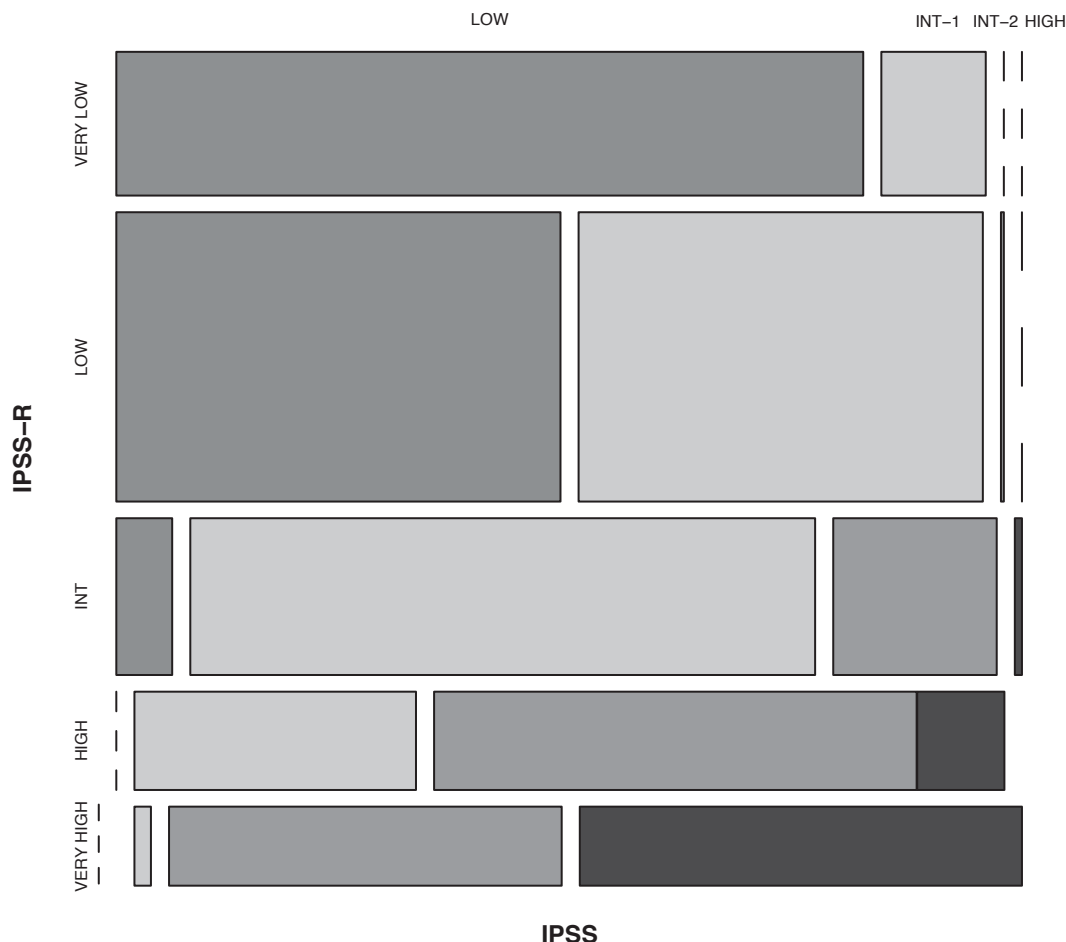 LOW INT–1 INT–2 HIGH
VERY LOW
LOW
IPSS–R
INT
HIGH
VERY HIGH
IPSS